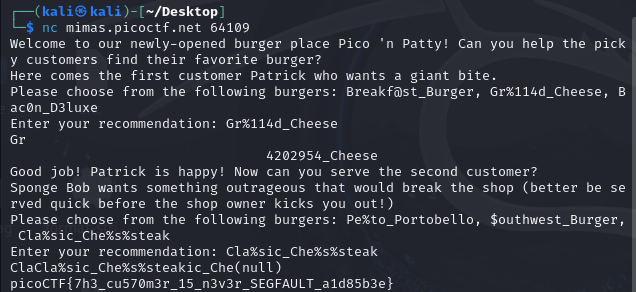 ┌──(kali㉿kali)-[~/Desktop]
└─$ nc mimas.picoctf.net 64109
Welcome to our newly-opened burger place Pico 'n Patty! Can you help the pick
y customers find their favorite burger?
Here comes the first customer Patrick who wants a giant bite.
Please choose from the following burgers: Breakf@st_Burger, Gr%114d_Cheese, B
ac0n_D3luxe
Enter your recommendation: Gr%114d_Cheese
Gr
4202954_Cheese
Good job! Patrick is happy! Now can you serve the second customer?
Sponge Bob wants something outrageous that would break the shop (better be se
rved quick before the shop owner kicks you out!)
Please choose from the following burgers: Pe%to_Portobello, $outhwest_Burger,
 Cla%sic_Che%s%steak
Enter your recommendation: Cla%sic_Che%s%steak
ClaCla%sic_Che%s%steakic_Che(null)
picoCTF{7h3_cu570m3r_15_n3v3r_SEGFAULT_a1d85b3e}